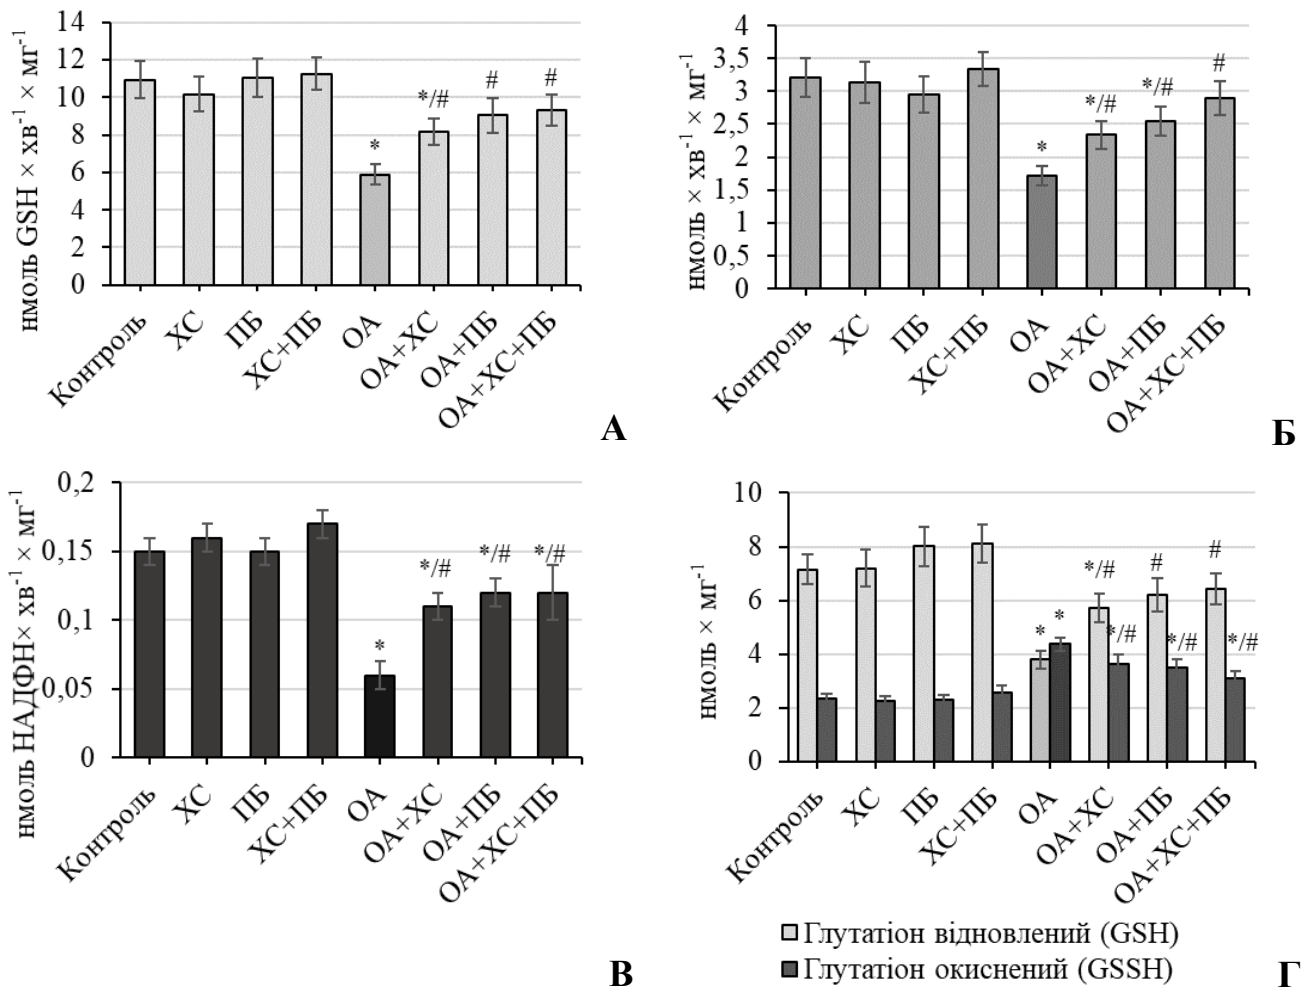 нмоль GSH × хв-1 × мг-1
14
12
10
8
6
4
2
0
*
*/#
#
#
Контроль
ХС
ПБ
ХС+ПБ
ОА
ОА+ХС
ОА+ПБ
ОА+ХС+ПБ
А
нмоль × хв-1 × мг-1
4
3,5
3
2,5
2
1,5
1
0,5
0
*
*/#
*/#
#
Контроль
ХС
ПБ
ХС+ПБ
ОА
ОА+ХС
ОА+ПБ
ОА+ХС+ПБ
Б
нмоль НАДФН× хв-1 × мг-1
0,2
0,15
0,1
0,05
0
*
*/#
*/#
*/#
Контроль
ХС
ПБ
ХС+ПБ
ОА
ОА+ХС
ОА+ПБ
ОА+ХС+ПБ
В
нмоль × мг-1
10
8
6
4
2
0
*
*
*/#
*/#
#
*/#
#
*/#
Контроль
ХС
ПБ
ХС+ПБ
ОА
ОА+ХС
ОА+ПБ
ОА+ХС+ПБ
Глутатіон відновлений (GSH)
Глутатіон окиснений (GSSH)
Г